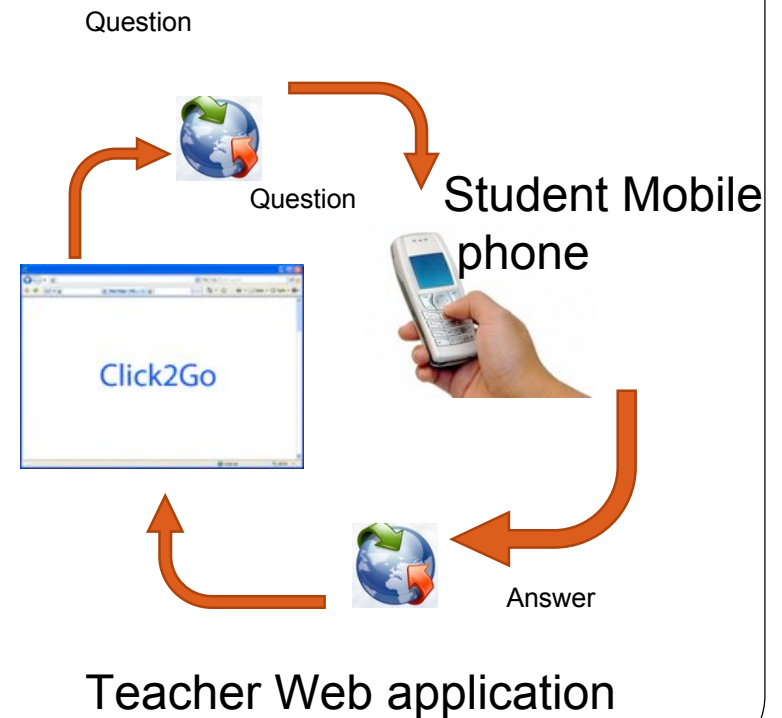 Question
Question
Student Mobile
phone
Click2Go
Answer
Teacher Web application